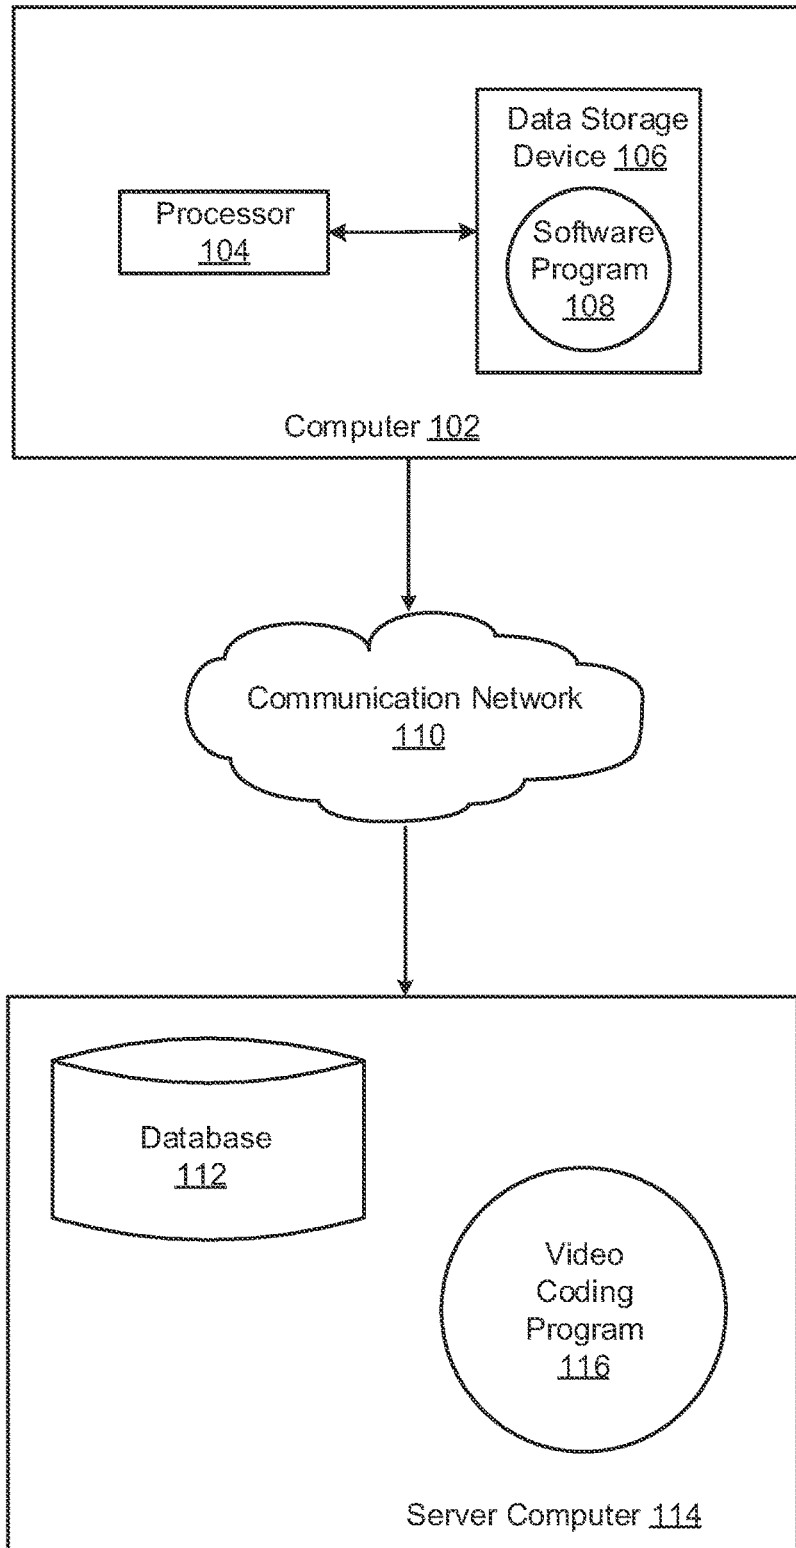 Data Storage
Device 106
Processor
104
Software
Program
108
Computer 102
Communication Network
110
Database
112
Video
Coding
Program
116
Server Computer 114